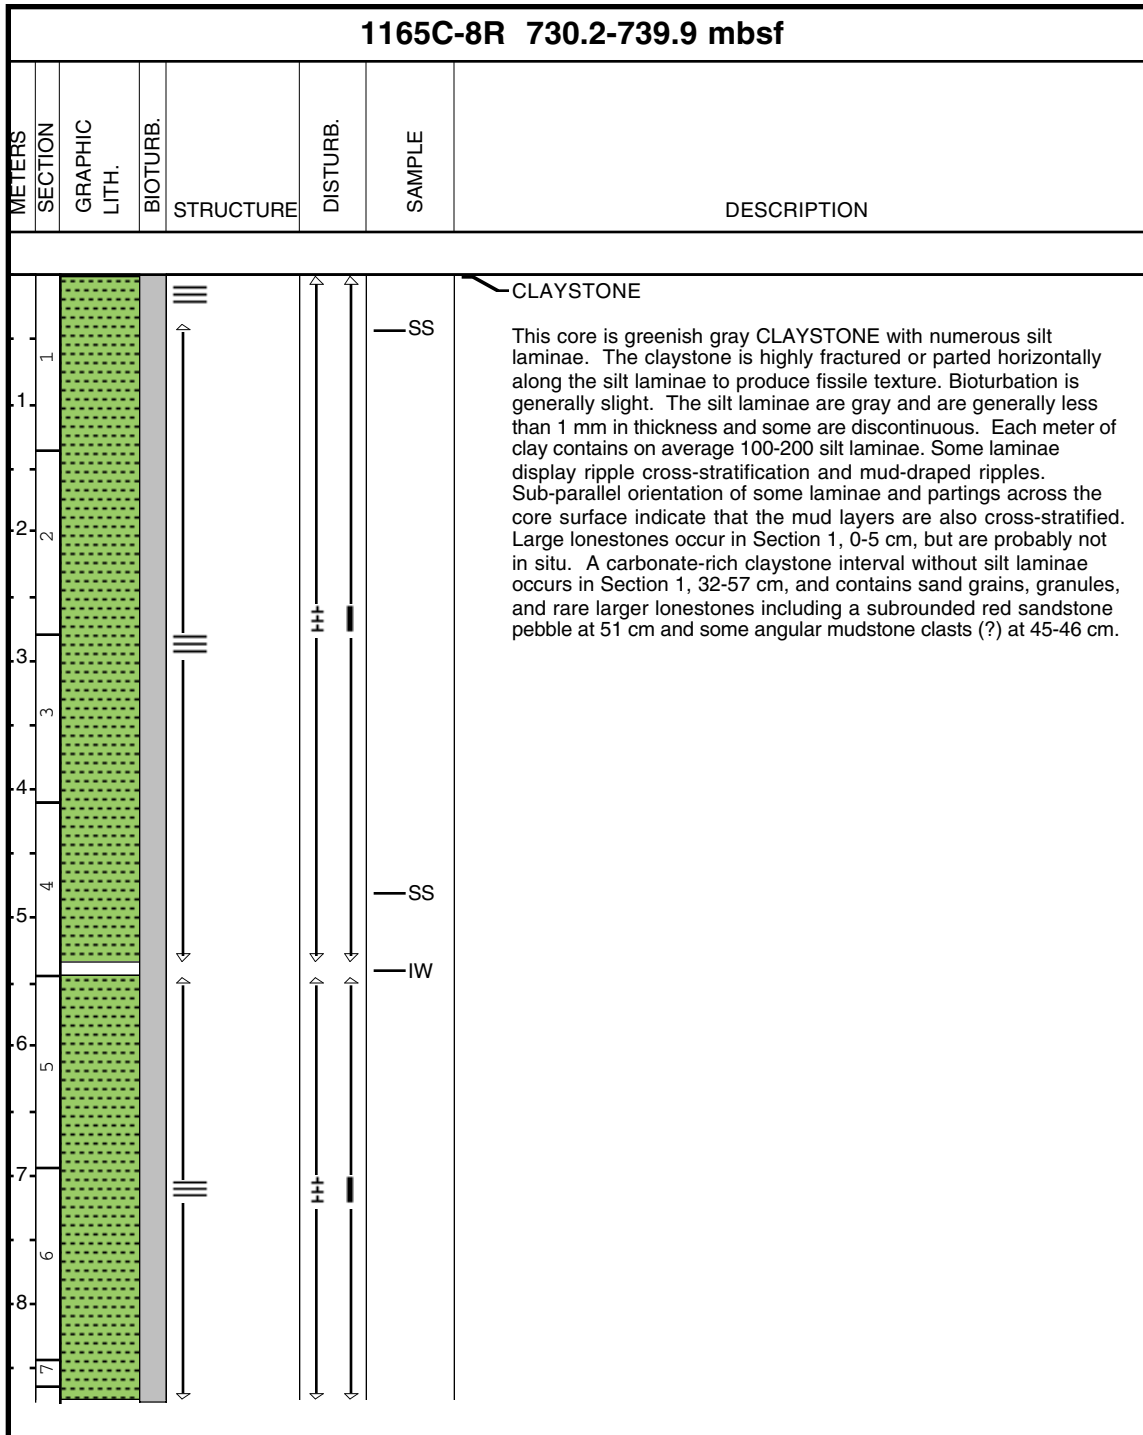 1165C-8R 730.2-739.9 mbsf
METERS
SECTION
GRAPHIC
LITH.
BIOTURB.
STRUCTURE
DISTURB.
SAMPLE
DESCRIPTION
CLAYSTONE
This core is greenish gray CLAYSTONE with numerous silt
laminae. The claystone is highly fractured or parted horizontally
along the silt laminae to produce fissile texture. Bioturbation is
generally slight. The silt laminae are gray and are generally less
than 1 mm in thickness and some are discontinuous. Each meter of
clay contains on average 100-200 silt laminae. Some laminae
display ripple cross-stratification and mud-draped ripples.
Sub-parallel orientation of some laminae and partings across the
core surface indicate that the mud layers are also cross-stratified.
Large lonestones occur in Section 1, 0-5 cm, but are probably not
in situ. A carbonate-rich claystone interval without silt laminae
occurs in Section 1, 32-57 cm, and contains sand grains, granules,
and rare larger lonestones including a subrounded red sandstone
pebble at 51 cm and some angular mudstone clasts (?) at 45-46 cm.
SS
1
1
2
2
3
3
4
4
SS
5
IW
6
5
7
6
8
7